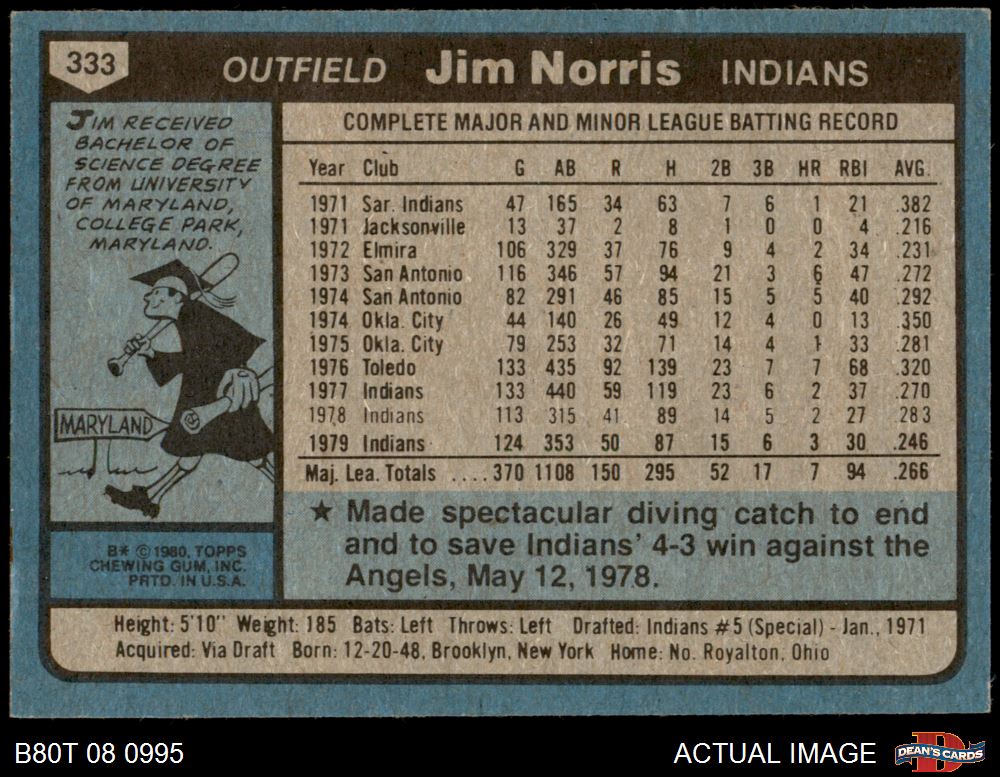 333
OUTFIELD Jim Norris INDIANS
JIM RECEIVED
BACHELOR OF
SCIENCE DEGREE
FROM UNIVERSITY
OF MARYLAND,
COLLEGE PARK,
MARYLAND.
MARYLAND
B* © 1980, TOPPS
CHEWING GUM, INC.
PRTD. IN U.S.A.
COMPLETE MAJOR AND MINOR LEAGUE BATTING RECORD
Year Club G AB R H 2B 3B HR RBI AVG.
1971 Sar. Indians 47 165 34 63 7 6 1 21 .382
1971 Jacksonville 13 37 2 8 1 0 0 4 .216
1972 Elmira 106 329 37 76 9 4 2 34 .231
1973 San Antonio 116 346 57 94 21 3 6 47 .272
1974 San Antonio 82 291 46 85 15 5 5 40 .292
1974 Okla. City 44 140 26 49 12 4 0 13 .350
1975 Okla. City 79 253 32 71 14 4 1 33 .281
1976 Toledo 133 435 92 139 23 7 7 68 .320
1977 Indians 133 440 59 119 23 6 2 37 .270
1978 Indians 113 315 41 89 14 5 2 27 .283
1979 Indians 124 353 50 87 15 6 3 30 .246
Maj. Lea. Totals ....370 1108 150 295 52 17 7 94 .266
★ Made spectacular diving catch to end
and to save Indians' 4-3 win against the
Angels, May 12, 1978.
Height: 5'10" Weight: 185 Bats: Left Throws: Left Drafted: Indians #5 (Special) - Jan., 1971
Acquired: Via Draft Born: 12-20-48, Brooklyn, New York Home: No. Royalton, Ohio
B80T 08 0995
ACTUAL IMAGE
DEAN'S CARDS